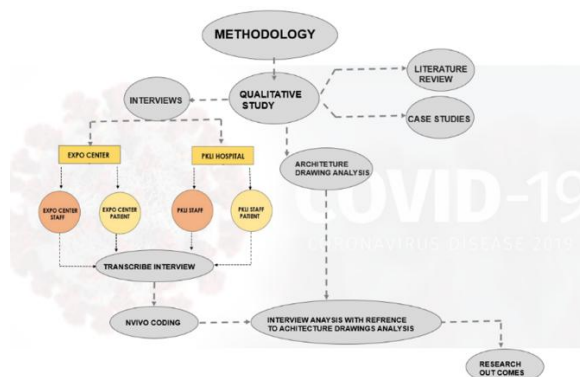 METHODOLOGY
LITERATURE
REVIEW
QUALITATIVE
STUDY
INTERVIEWS
CASE STUDIES
EXPO CENTER
PKLI HOSPITAL
ARCHITETURE
DRAWING ANALYSIS
EXPO CENTER
STAFF
EXPO CENTER
PATIENT
PKLI STAFF
PKLI STAFF
PATIENT
COVID-19
CORONAVIRUS DISEASE 2019
TRANSCRIBE INTERVIEW
NVIVO CODING
INTERVIEW ANAYSIS WITH REFRENCE
TO ACHITECTURE DRAWINGS ANALYSIS
RESEARCH
OUT COMES